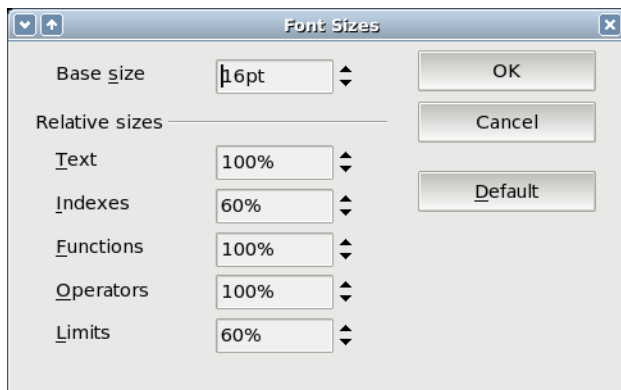 Font Sizes
Base size 16pt OK
Relative sizes Cancel
Text 100%
Default
Indexes 60%
Functions 100%
Operators 100%
Limits 60%